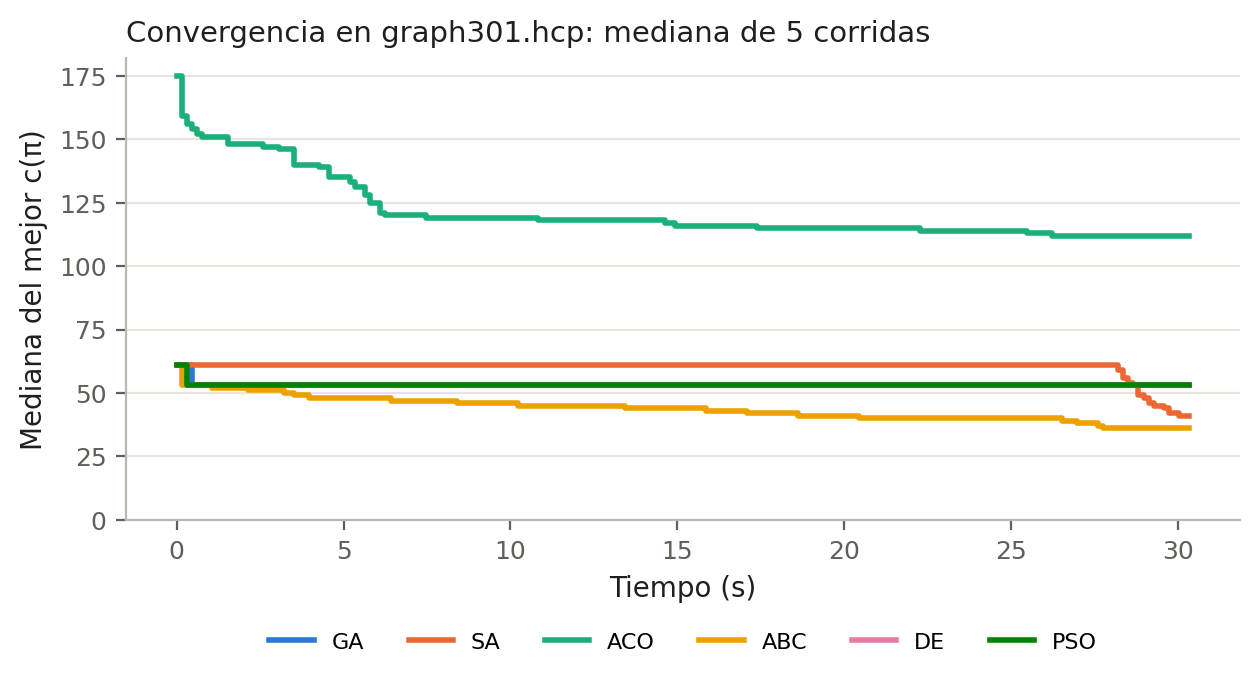 Convergencia en graph301.hcp: mediana de 5 corridas
Mediana del mejor c(π)
175
150
125
100
75
50
25
0
0 5 10 15 20 25 30
Tiempo (s)
GA SA ACO ABC DE PSO